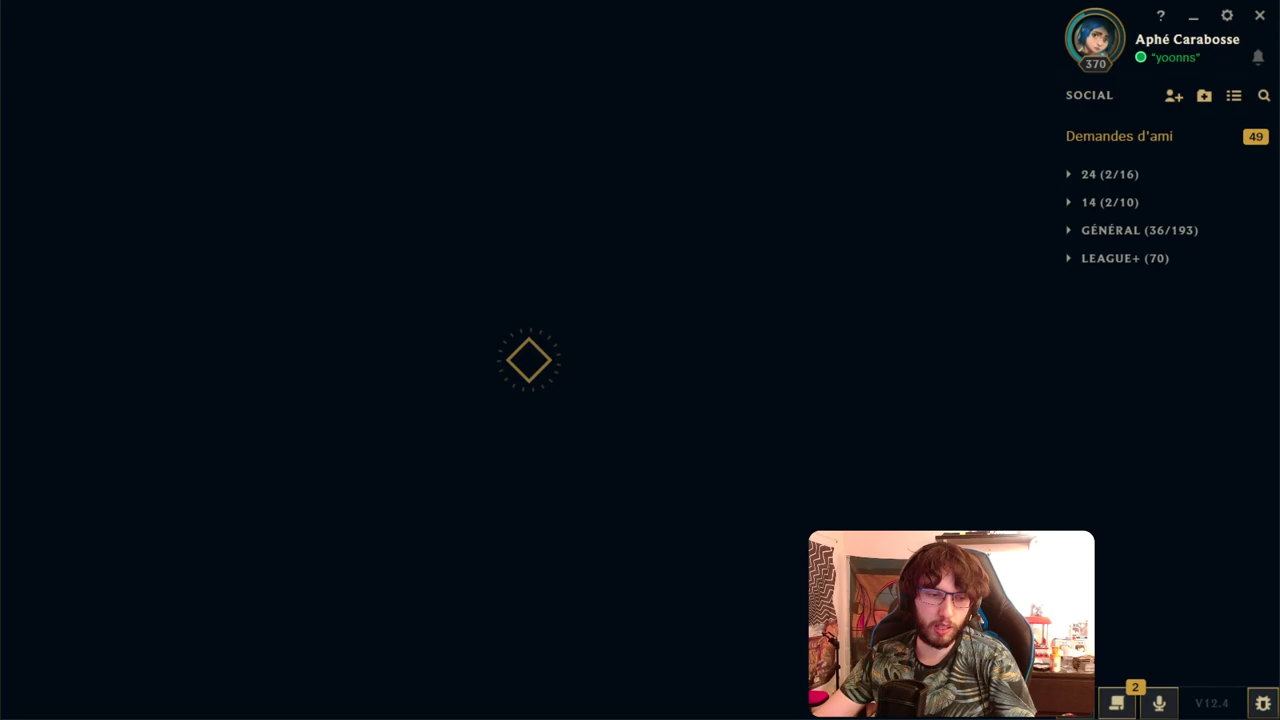 Aphé Carabosse
370
"yoonns"
SOCIAL
Demandes d'ami
49
24 (2/16)
14 (2/10)
GÉNÉRAL (36/193)
LEAGUE+ (70)
2
V12.4